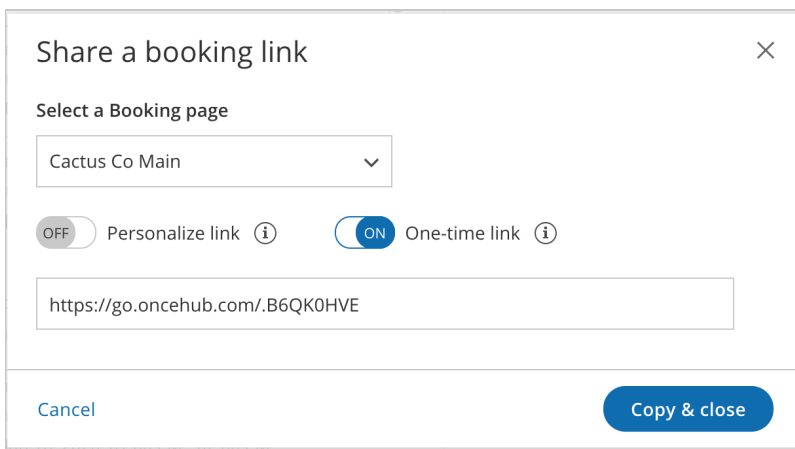 Share a booking link
Select a Booking page
Cactus Co Main
OFF Personalize link ON One-time link
https://go.oncehub.com/.B6QK0HVE
Cancel Copy & close